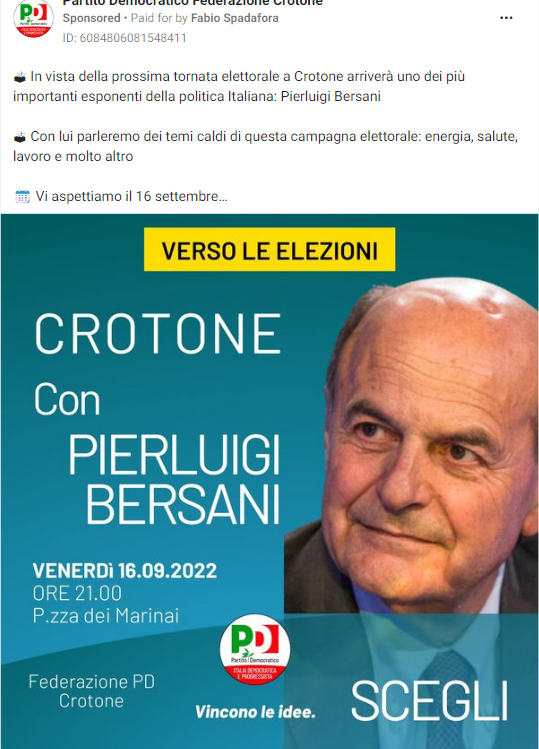 Partito Democratico Federazione Crotone
Sponsored • Paid for by Fabio Spadafora
ID: 6084806081548411
In vista della prossima tornata elettorale a Crotone arriverà uno dei più
importanti esponenti della politica Italiana: Pierluigi Bersani
Con lui parleremo dei temi caldi di questa campagna elettorale: energia, salute,
lavoro e molto altro
Vi aspettiamo il 16 settembre...
VERSO LE ELEZIONI
CROTONE
Con
PIERLUIGI
BERSANI
VENERDÌ 16.09.2022
ORE 21.00
P.zza dei Marinai
PD
Partito Democratico
ITALIA DEMOCRATICA
E PROGRESSISTA
Federazione PD
Crotone
Vincono le idee.
SCEGLI